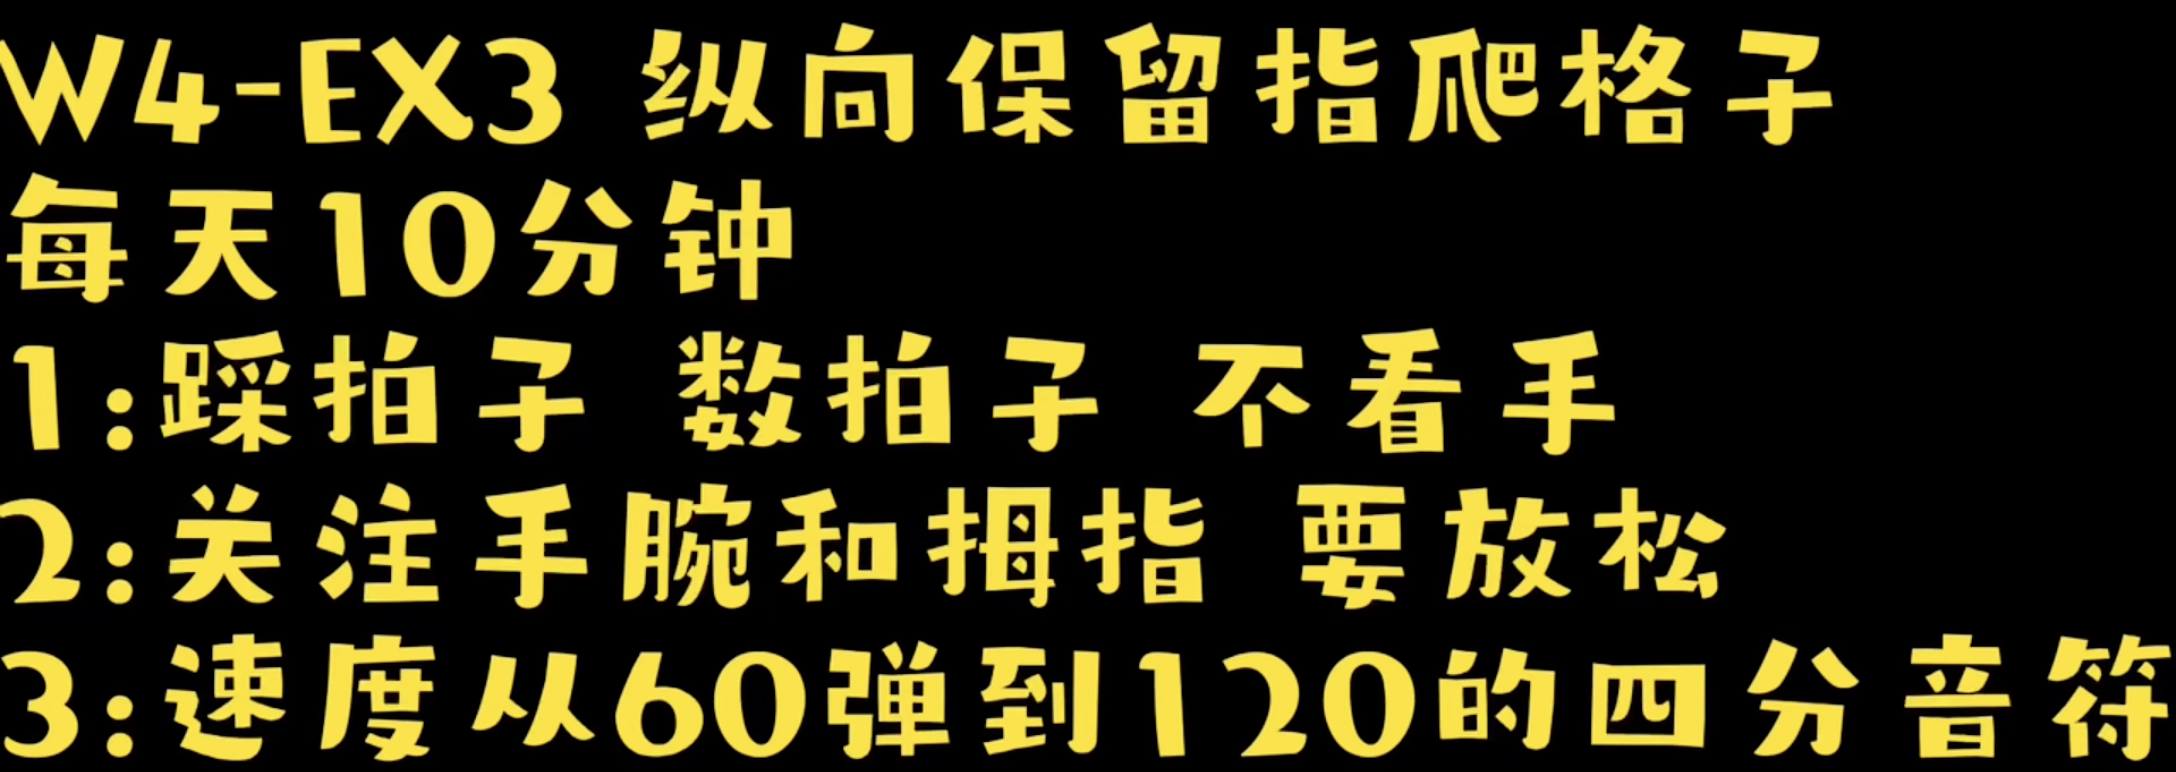 W4-EX3 纵向保留指爬格子
每天10分钟
1:踩拍子 数拍子 不看手
2:关注手腕和拇指 要放松
3:速度从60弹到120的四分音符